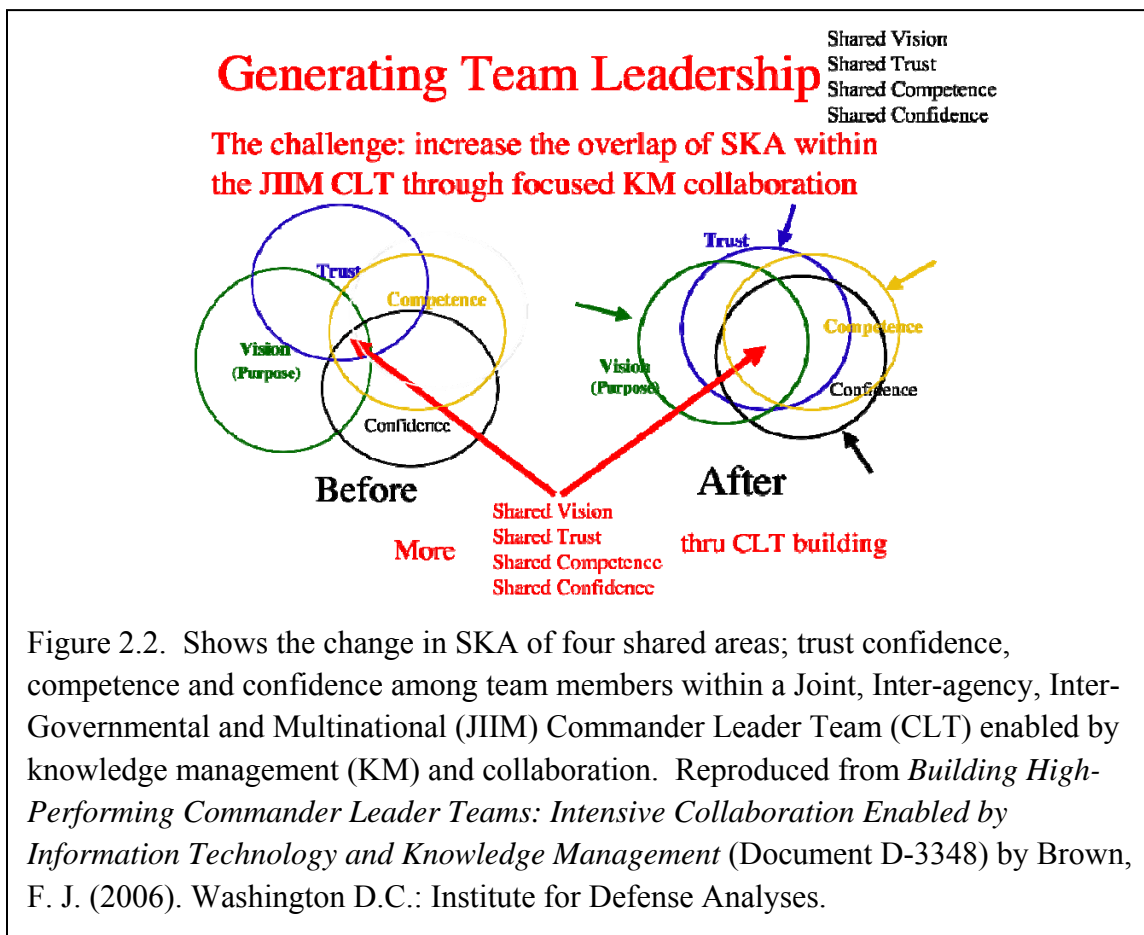 Generating Team Leadership
Shared Vision
Shared Trust
Shared Competence
Shared Confidence
The challenge: increase the overlap of SKA within
the JIIM CLT through focused KM collaboration
Trust
Competence
Vision
(Purpose)
Confidence
Before
Trust
Competence
Vision
(Purpose)
Confidence
After
More
Shared Vision
Shared Trust
Shared Competence
Shared Confidence
thru CLT building
Figure 2.2.  Shows the change in SKA of four shared areas; trust confidence,
competence and confidence among team members within a Joint, Inter-agency, Inter-
Governmental and Multinational (JIIM) Commander Leader Team (CLT) enabled by
knowledge management (KM) and collaboration.  Reproduced from Building High-
Performing Commander Leader Teams: Intensive Collaboration Enabled by
Information Technology and Knowledge Management (Document D-3348) by Brown,
F. J. (2006). Washington D.C.: Institute for Defense Analyses.